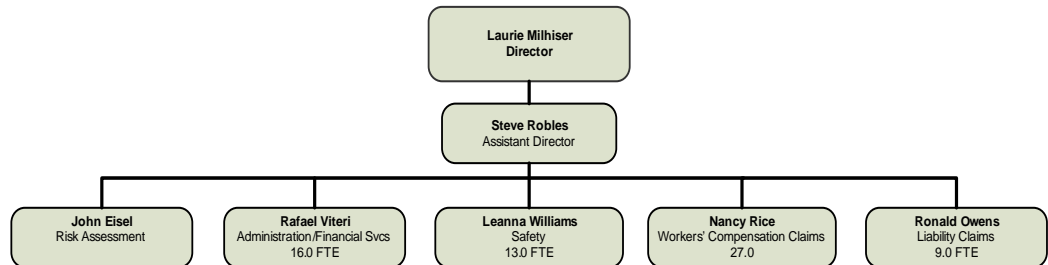 Laurie Milhiser
Director
Steve Robles
Assistant Director
John Eisel
Risk Assessment
Rafael Viteri
Administration/Financial Svcs
16.0 FTE
Leanna Williams
Safety
13.0 FTE
Nancy Rice
Workers' Compensation Claims
27.0
Ronald Owens
Liability Claims
9.0 FTE